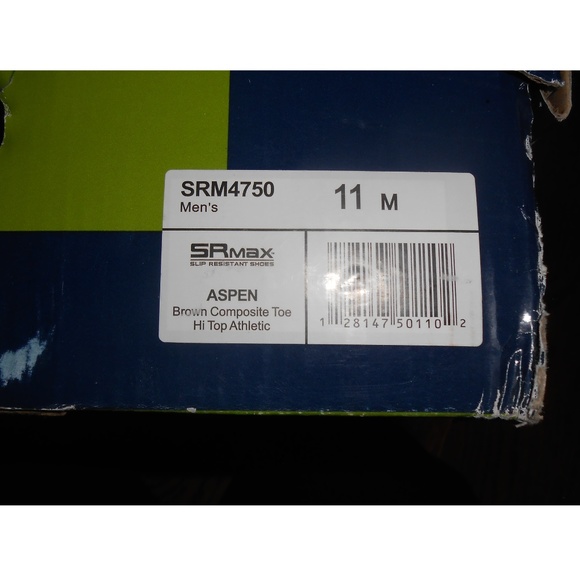 SRM4750 11 M
Men's
SRMAX
SLIP RESISTANT SHOES
ASPEN
Brown Composite Toe
Hi Top Athletic
1 28147 50110 2